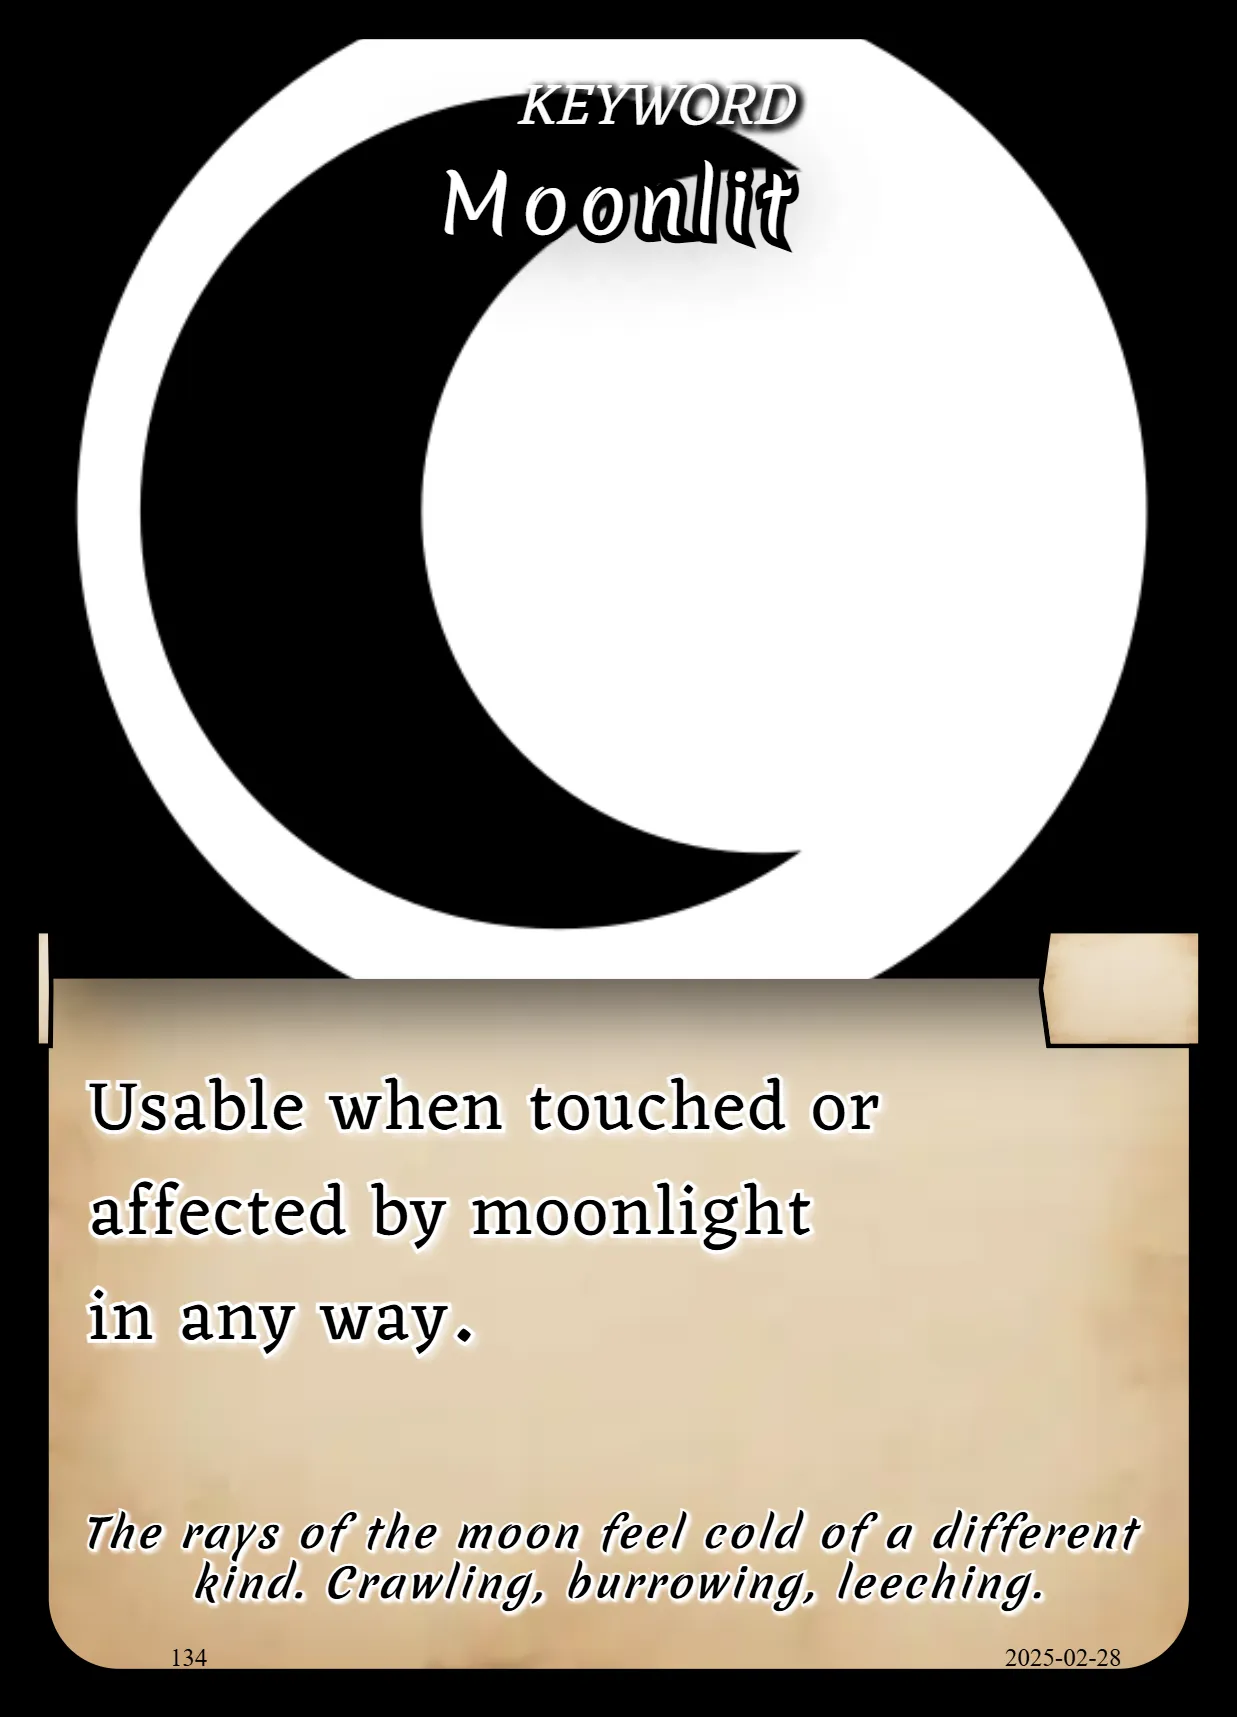 KEYWORD
Moonlit
Usable when touched or
affected by moonlight
in any way.
The rays of the moon feel cold of a different
kind. Crawling, burrowing, leeching.
134
2025-02-28